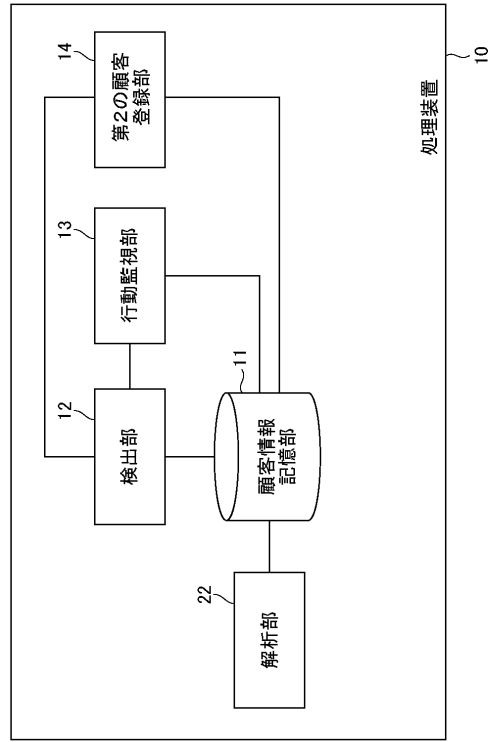 12
検出部
13
行動監視部
14
第2の顧客
登録部
22
解析部
11
顧客情報
記憶部
処理装置
10